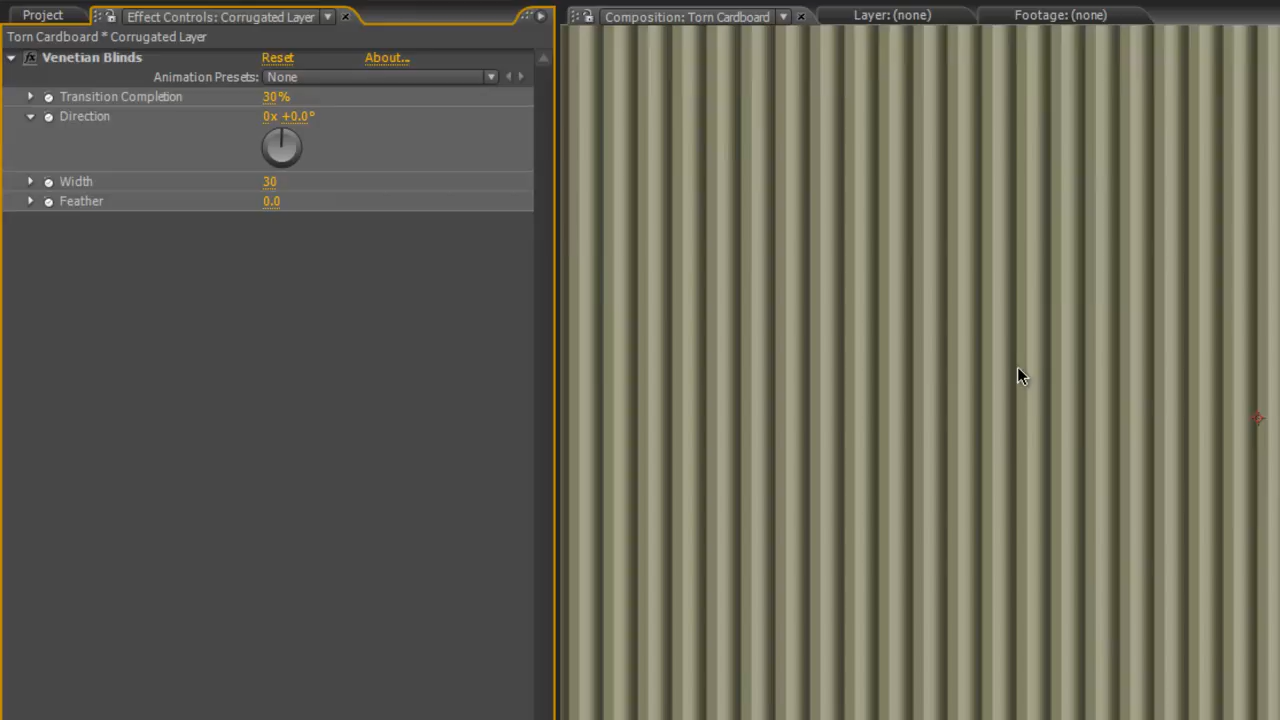 Project
Effect Controls: Corrugated Layer
Composition: Torn Cardboard
Layer: (none)
Footage: (none)
Torn Cardboard * Corrugated Layer
fx Venetian Blinds Reset About...
Animation Presets: None
Transition Completion 30%
Direction 0x +0.0°
Width 30
Feather 0.0